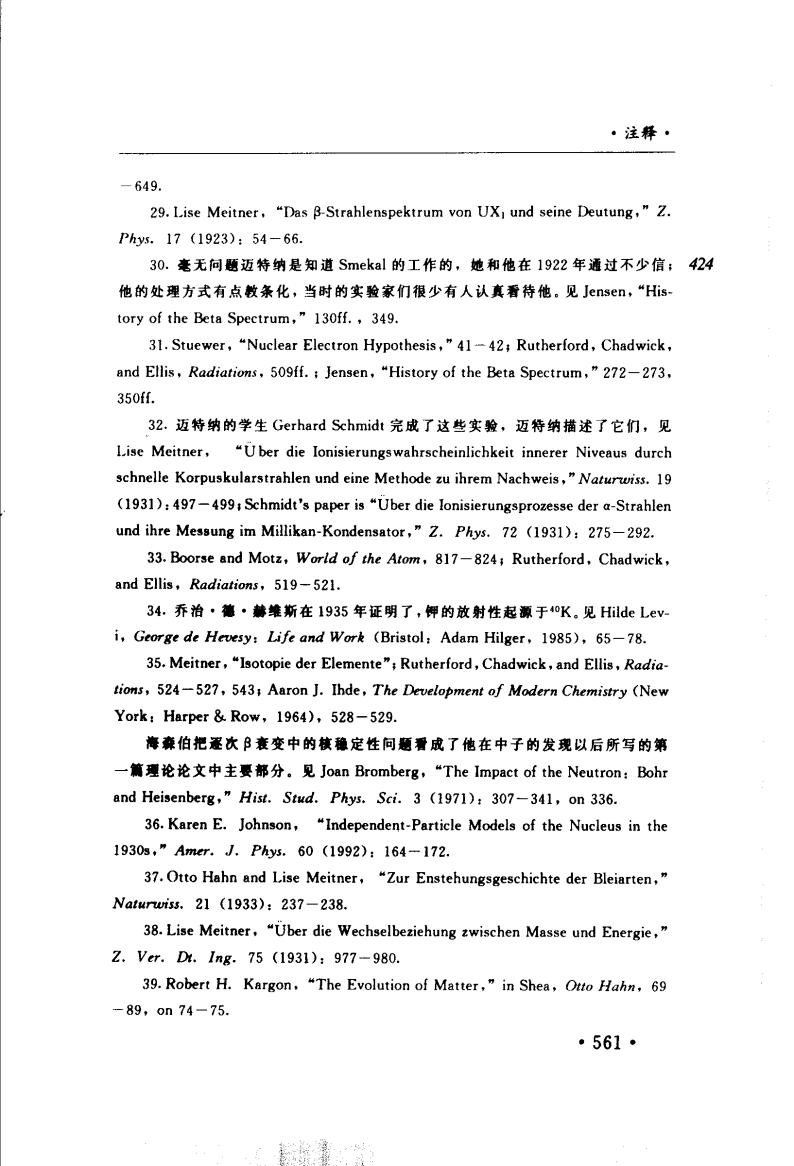 ·注释·
－649.
29. Lise Meitner, “Das β-Strahlenspektrum von UX₁ und seine Deutung,” Z.
Phys. 17 (1923): 54－66.
30. 毫无问题迈特纳是知道 Smekal 的工作的，她和他在 1922 年通过不少信； 424
他的处理方式有点教条化，当时的实验家们很少有人认真看待他。见 Jensen, “His-
tory of the Beta Spectrum,” 130ff., 349.
31. Stuewer, “Nuclear Electron Hypothesis,” 41－42; Rutherford, Chadwick,
and Ellis, Radiations, 509ff.; Jensen, “History of the Beta Spectrum,” 272－273,
350ff.
32. 迈特纳的学生 Gerhard Schmidt 完成了这些实验，迈特纳描述了它们，见
Lise Meitner, “Über die Ionisierungswahrscheinlichkeit innerer Niveaus durch
schnelle Korpuskularstrahlen und eine Methode zu ihrem Nachweis,” Naturwiss. 19
(1931): 497－499; Schmidt's paper is “Über die Ionisierungsprozesse der α-Strahlen
und ihre Messung im Millikan-Kondensator,” Z. Phys. 72 (1931): 275－292.
33. Boorse and Motz, World of the Atom, 817－824; Rutherford, Chadwick,
and Ellis, Radiations, 519－521.
34. 乔治·德·赫维斯在 1935 年证明了，钾的放射性起源于⁴⁰K。见 Hilde Lev-
i, George de Hevesy: Life and Work (Bristol: Adam Hilger, 1985), 65－78.
35. Meitner, “Isotopie der Elemente”; Rutherford, Chadwick, and Ellis, Radia-
tions, 524－527, 543; Aaron J. Ihde, The Development of Modern Chemistry (New
York: Harper & Row, 1964), 528－529.
海森伯把逐次β衰变中的核稳定性问题看成了他在中子的发现以后所写的第
一篇理论论文中主要部分。见 Joan Bromberg, “The Impact of the Neutron: Bohr
and Heisenberg,” Hist. Stud. Phys. Sci. 3 (1971): 307－341, on 336.
36. Karen E. Johnson, “Independent-Particle Models of the Nucleus in the
1930s,” Amer. J. Phys. 60 (1992): 164－172.
37. Otto Hahn and Lise Meitner, “Zur Enstehungsgeschichte der Bleiarten,”
Naturwiss. 21 (1933): 237－238.
38. Lise Meitner, “Über die Wechselbeziehung zwischen Masse und Energie,”
Z. Ver. Dt. Ing. 75 (1931): 977－980.
39. Robert H. Kargon, “The Evolution of Matter,” in Shea, Otto Hahn, 69
－89, on 74－75.
·561·